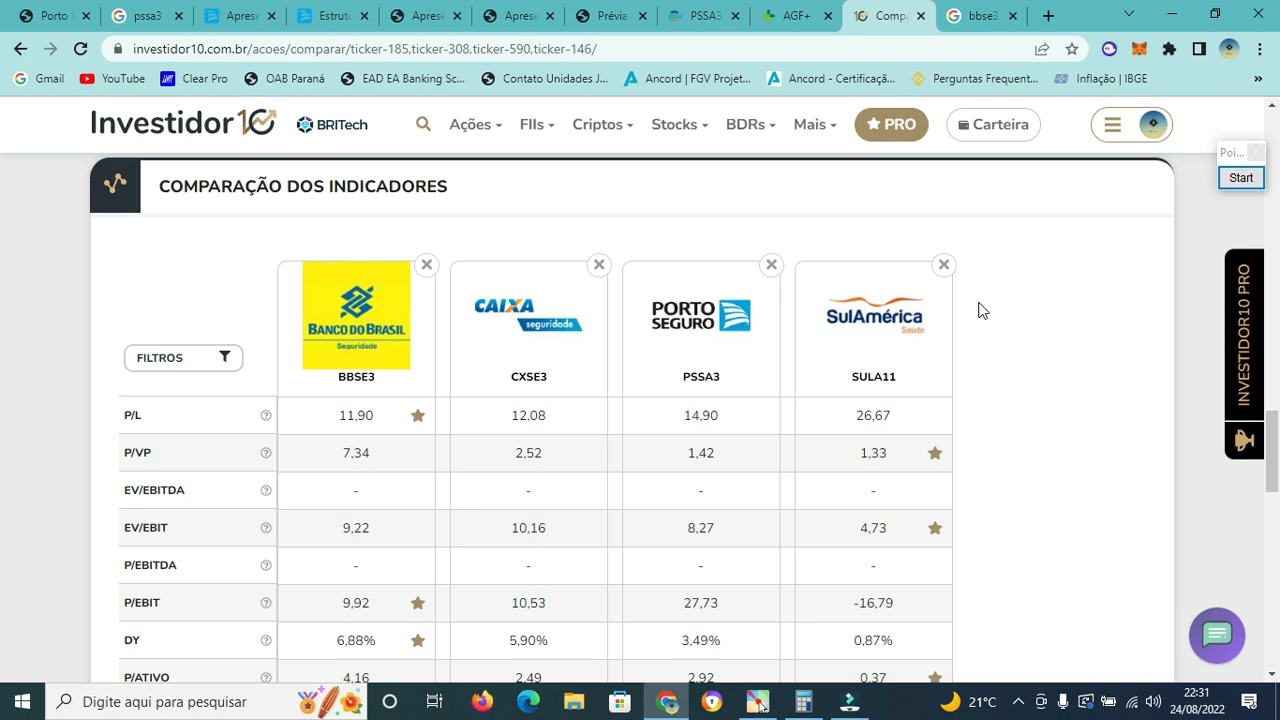 Porto S
psa3
Aprese
Estrutu
Aprese
Aprese
Prévia
PSSA3
AGF+
Compa
bbse3
investidor10.com.br/acoes/comparar/ticker-185,ticker-308,ticker-590,ticker-146/
Gmail
YouTube
Clear Pro
OAB Paraná
EAD EA Banking Sc...
Contato Unidades J...
Ancord | FGV Projet...
Ancord - Certificaçã...
Perguntas Frequent...
Inflação | IBGE
»
Investidor10
BRITech
Ações
FIIs
Criptos
Stocks
BDRs
Mais
PRO
Carteira
Poi...
Start
COMPARAÇÃO DOS INDICADORES
INVESTIDOR10 PRO
BANCO DO BRASIL
Seguridade
CAIXA
seguridade
PORTO
SEGURO
SulAmérica
Saúde
FILTROS
BBSE3 CXSE3 PSSA3 SULA11
P/L ? 11,90 12,08 14,90 26,67
P/VP ? 7,34 2,52 1,42 1,33
EV/EBITDA ? - - - -
EV/EBIT ? 9,22 10,16 8,27 4,73
P/EBITDA ? - - - -
P/EBIT ? 9,92 10,53 27,73 -16,79
DY ? 6,88% 5,90% 3,49% 0,87%
P/ATIVO ? 4,16 2,49 2,92 0,37
Digite aqui para pesquisar
21°C
22:31
24/08/2022